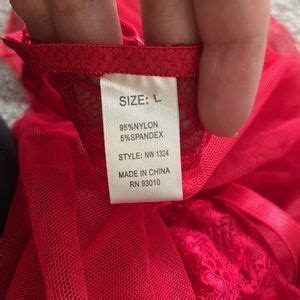 SIZE: L
95%NYLON
5%SPANDEX
STYLE: NW 1324
MADE IN CHINA
RN 93010